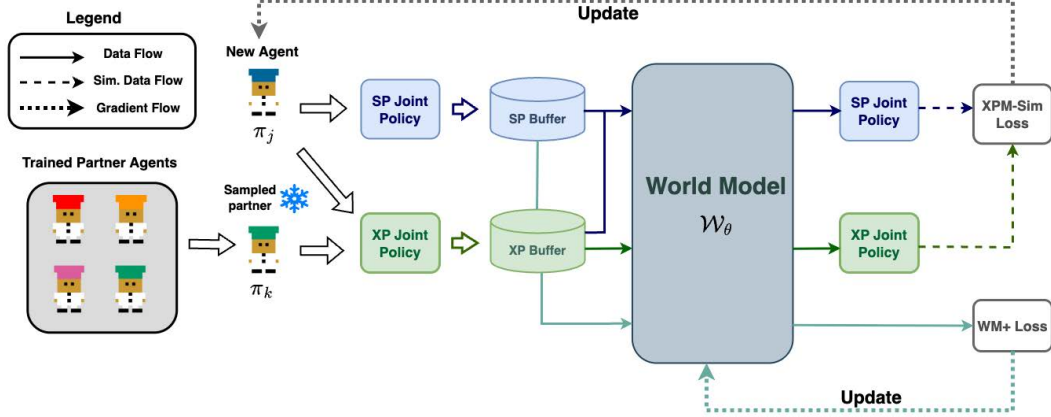 Legend
Data Flow
Sim. Data Flow
Gradient Flow
Trained Partner Agents
Update
New Agent
π_j
Sampled
partner
π_k
SP Joint
Policy
XP Joint
Policy
SP Buffer
XP Buffer
World Model
𝒲_θ
SP Joint
Policy
XP Joint
Policy
XPM-Sim
Loss
WM+ Loss
Update